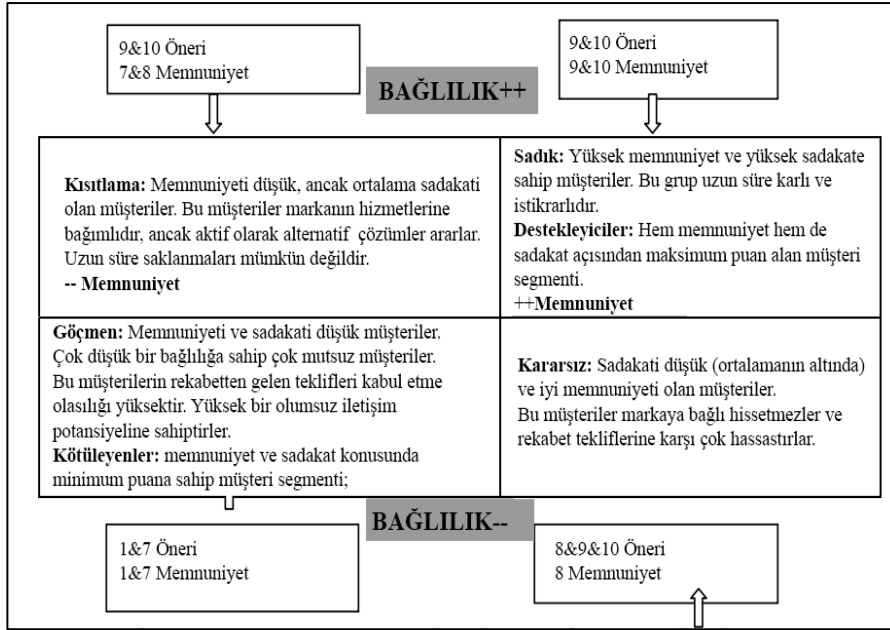 9&10 Öneri
7&8 Memnuniyet
BAĞLILIK++
9&10 Öneri
9&10 Memnuniyet
Kısıtlama: Memnuniyeti düşük, ancak ortalama sadakati
olan müşteriler. Bu müşteriler markanın hizmetlerine
bağımlıdır, ancak aktif olarak alternatif çözümler ararlar.
Uzun süre saklanmaları mümkün değildir.
-- Memnuniyet
Sadık: Yüksek memnuniyet ve yüksek sadakate
sahip müşteriler. Bu grup uzun süre karlı ve
istikrarlıdır.
Destekleyiciler: Hem memnuniyet hem de
sadakat açısından maksimum puan alan müşteri
segmenti.
++Memnuniyet
Göçmen: Memnuniyeti ve sadakati düşük müşteriler.
Çok düşük bir bağlılığa sahip çok mutsuz müşteriler.
Bu müşterilerin rekabetten gelen teklifleri kabul etme
olasılığı yüksektir. Yüksek bir olumsuz iletişim
potansiyeline sahiptirler.
Kötüleyenler: memnuniyet ve sadakat konusunda
minimum puana sahip müşteri segmenti;
Kararsız: Sadakati düşük (ortalamanın altında)
ve iyi memnuniyeti olan müşteriler.
Bu müşteriler markaya bağlı hissetmezler ve
rekabet tekliflerine karşı çok hassastırlar.
BAĞLILIK--
1&7 Öneri
1&7 Memnuniyet
8&9&10 Öneri
8 Memnuniyet